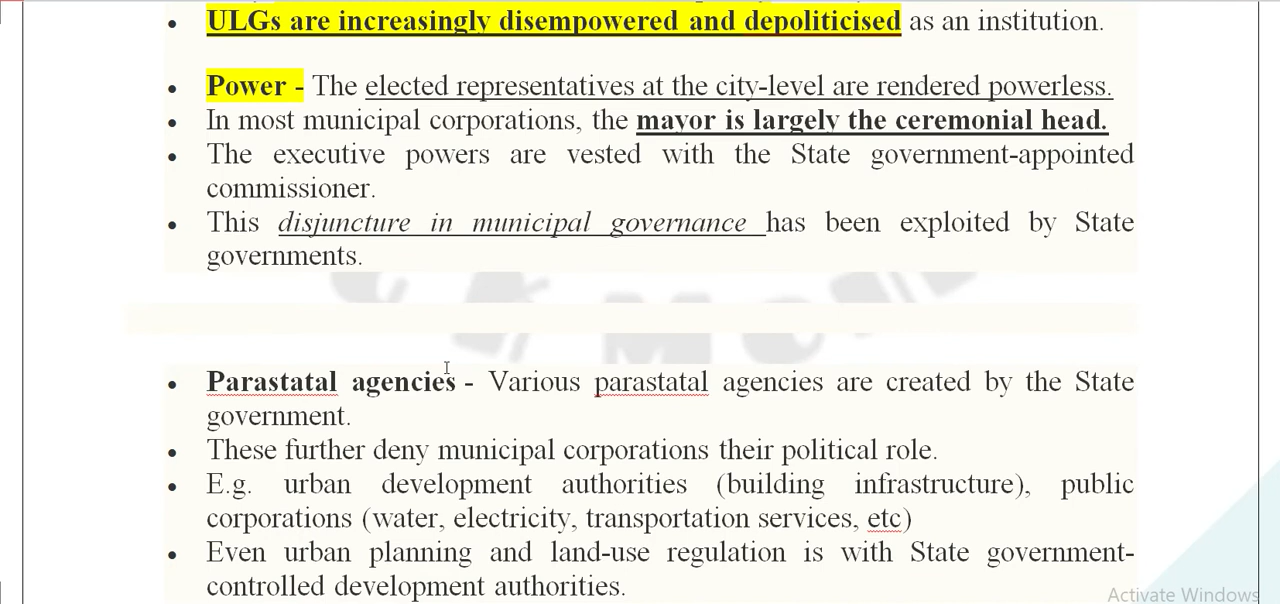 • ULGs are increasingly disempowered and depoliticised as an institution.
• Power - The elected representatives at the city-level are rendered powerless.
• In most municipal corporations, the mayor is largely the ceremonial head.
• The executive powers are vested with the State government-appointed
commissioner.
• This disjuncture in municipal governance has been exploited by State
governments.
• Parastatal agencies - Various parastatal agencies are created by the State
government.
• These further deny municipal corporations their political role.
• E.g. urban development authorities (building infrastructure), public
corporations (water, electricity, transportation services, etc)
• Even urban planning and land-use regulation is with State government-
controlled development authorities.
Activate Windows